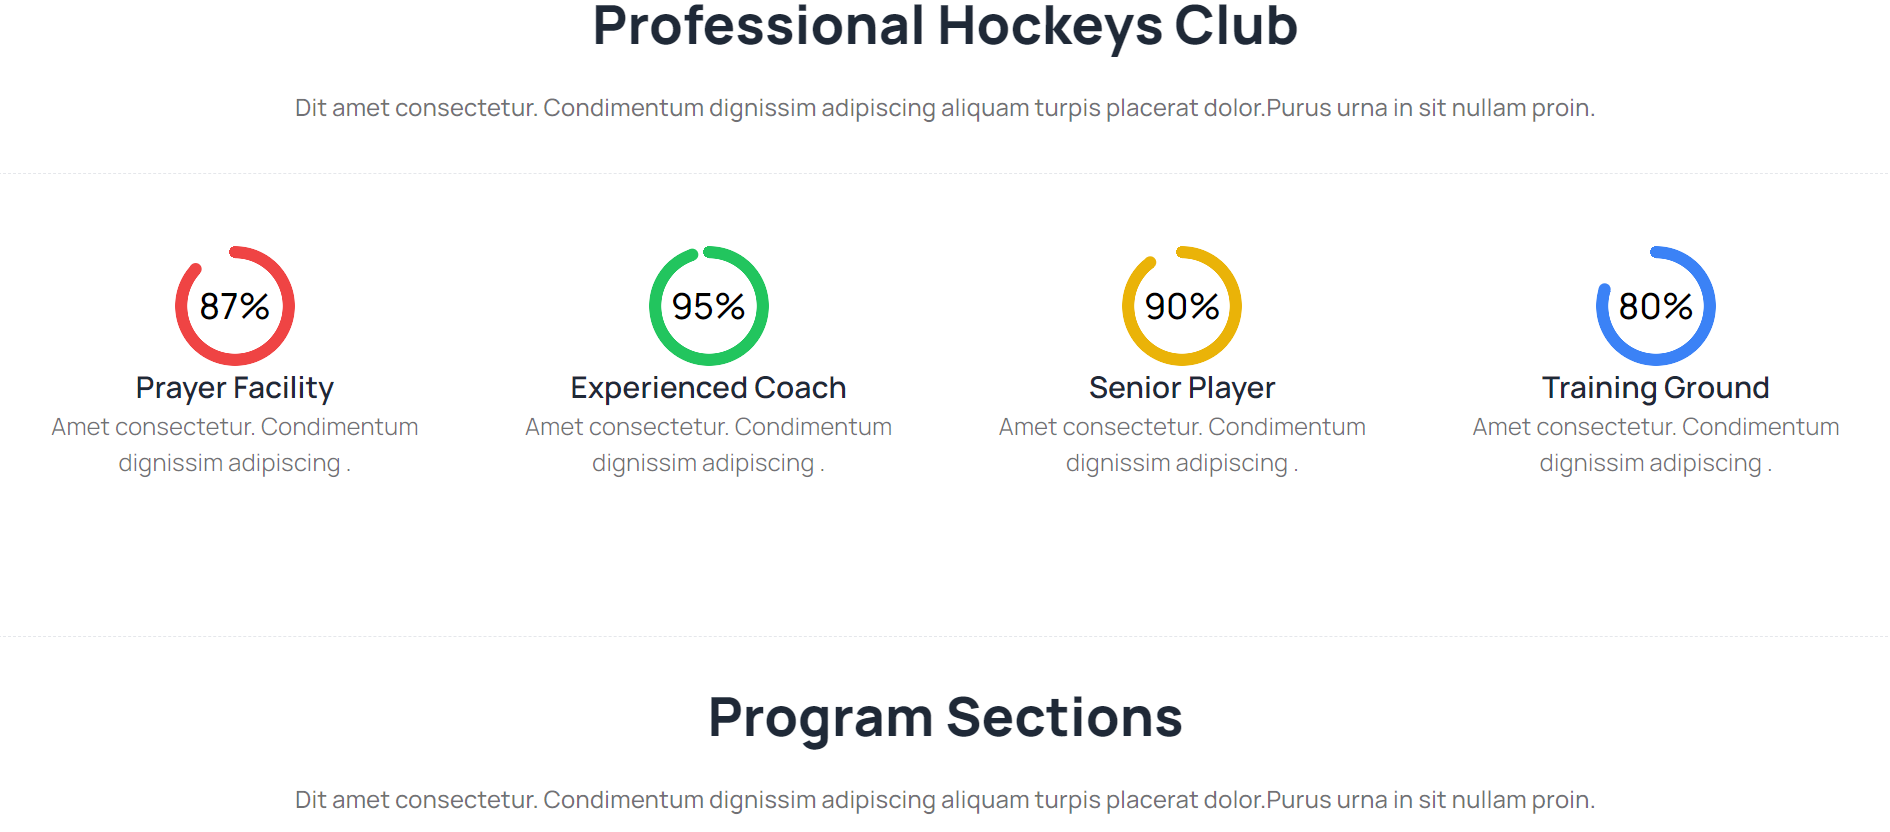 Professional Hockeys Club
Dit amet consectetur. Condimentum dignissim adipiscing aliquam turpis placerat dolor.Purus urna in sit nullam proin.
87%
Prayer Facility
Amet consectetur. Condimentum
dignissim adipiscing .
95%
Experienced Coach
Amet consectetur. Condimentum
dignissim adipiscing .
90%
Senior Player
Amet consectetur. Condimentum
dignissim adipiscing .
80%
Training Ground
Amet consectetur. Condimentum
dignissim adipiscing .
Program Sections
Dit amet consectetur. Condimentum dignissim adipiscing aliquam turpis placerat dolor.Purus urna in sit nullam proin.